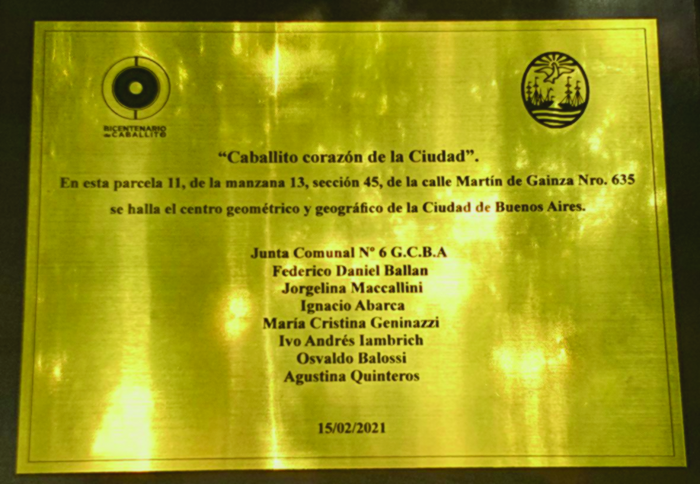 BICENTENARIO
de CABALLITO
“Caballito corazón de la Ciudad”.
En esta parcela 11, de la manzana 13, sección 45, de la calle Martín de Gainza Nro. 635
se halla el centro geométrico y geográfico de la Ciudad de Buenos Aires.
Junta Comunal Nº 6 G.C.B.A
Federico Daniel Ballan
Jorgelina Maccallini
Ignacio Abarca
María Cristina Geninazzi
Ivo Andrés Iambrich
Osvaldo Balossi
Agustina Quinteros
15/02/2021